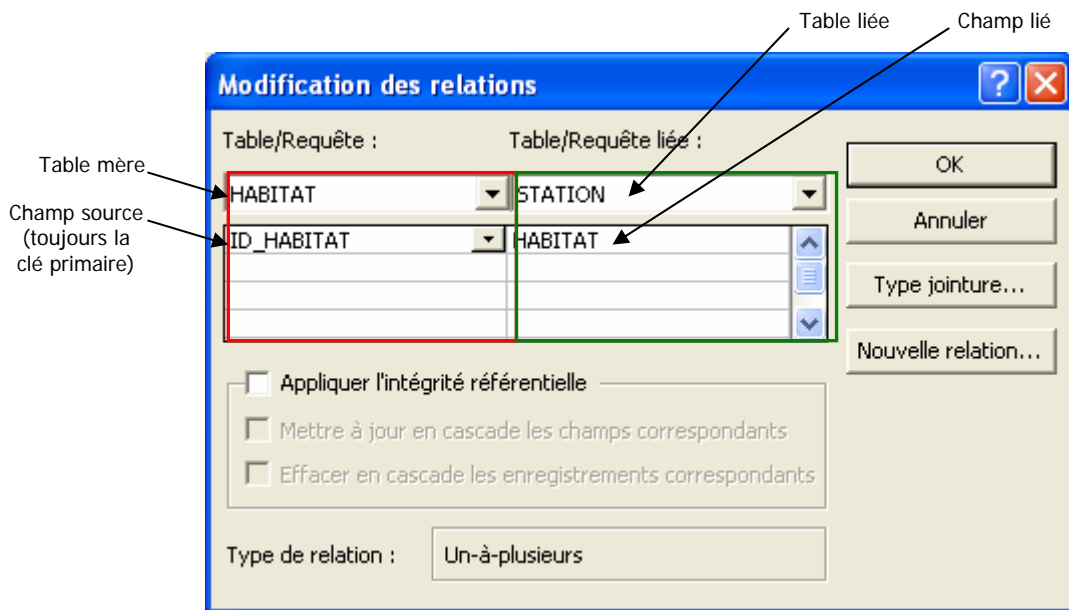 Table liée
Champ lié
Modification des relations
Table/Requête :
Table/Requête liée :
Table mère
HABITAT
STATION
OK
Champ source
(toujours la
clé primaire)
ID_HABITAT
HABITAT
Annuler
Type jointure...
Nouvelle relation...
Appliquer l'intégrité référentielle
Mettre à jour en cascade les champs correspondants
Effacer en cascade les enregistrements correspondants
Type de relation :
Un-à-plusieurs